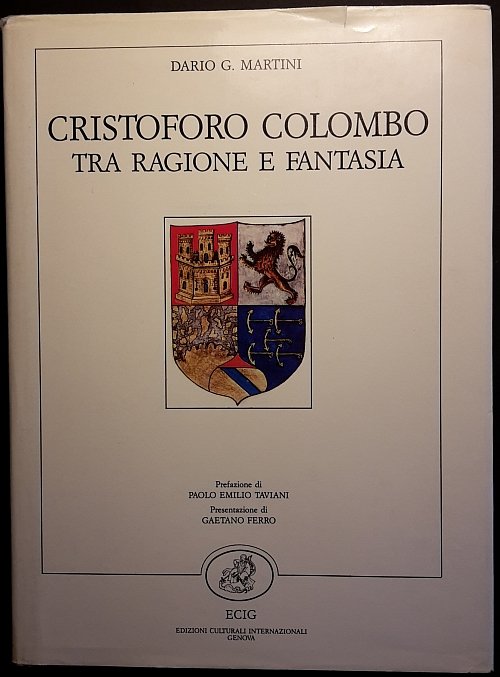 DARIO G. MARTINI
CRISTOFORO COLOMBO
TRA RAGIONE E FANTASIA
Prefazione di
PAOLO EMILIO TAVIANI
Presentazione di
GAETANO FERRO
ECIG
EDIZIONI CULTURALI INTERNAZIONALI
GENOVA